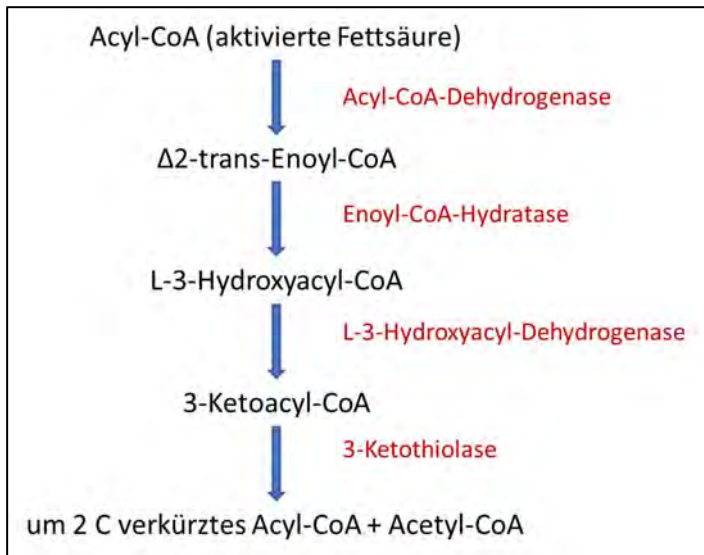 Acyl-CoA (aktivierte Fettsäure)
Acyl-CoA-Dehydrogenase
Δ2-trans-Enoyl-CoA
Enoyl-CoA-Hydratase
L-3-Hydroxyacyl-CoA
L-3-Hydroxyacyl-Dehydrogenase
3-Ketoacyl-CoA
3-Ketothiolase
um 2 C verkürztes Acyl-CoA + Acetyl-CoA